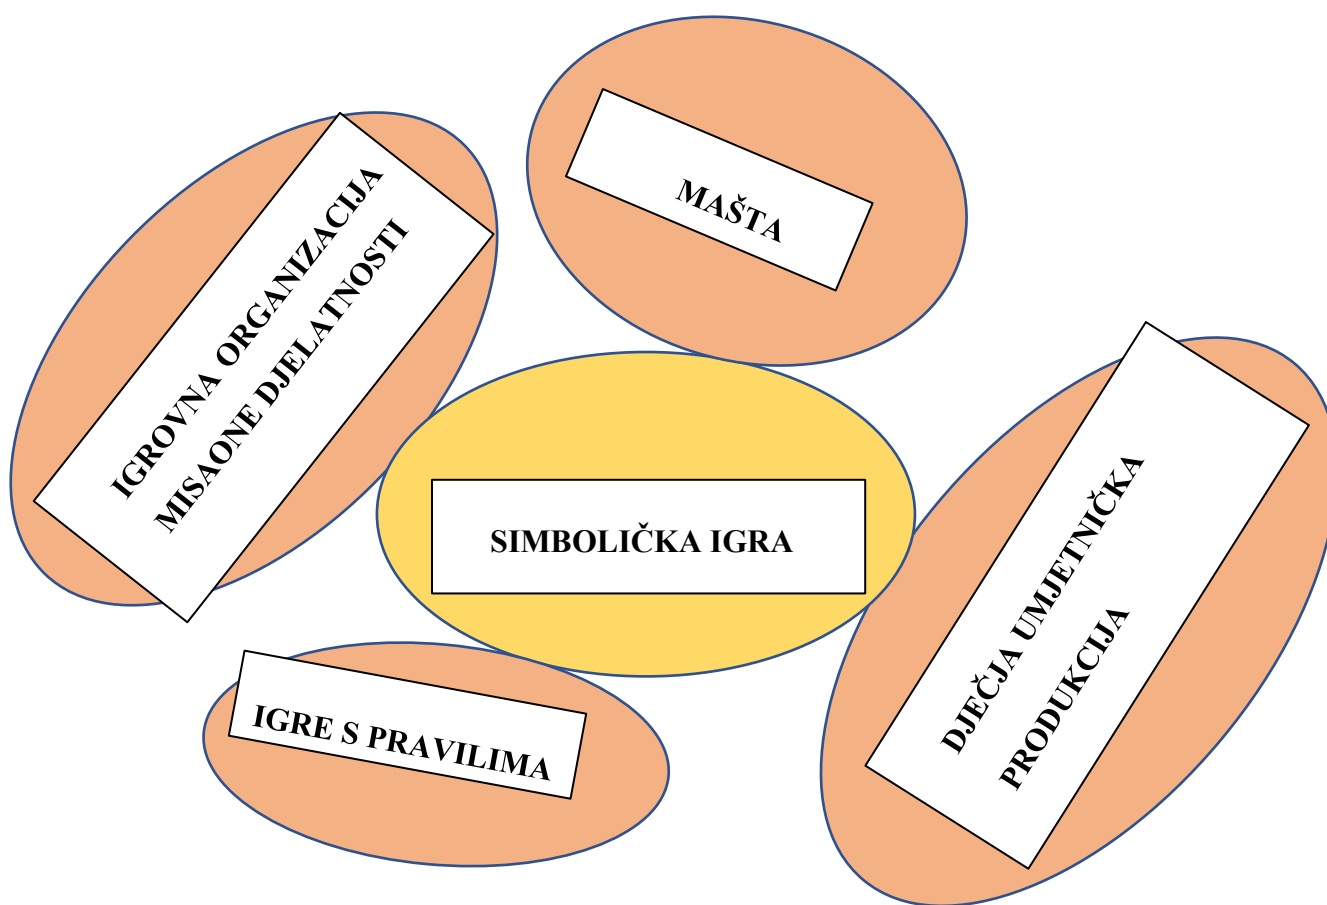 MAŠTA
IGROVNA ORGANIZACIJA
MISAONE DJELATNOSTI
SIMBOLIČKA IGRA
DJEČJA UMJETNIČKA
PRODUKCIJA
IGRE S PRAVILIMA